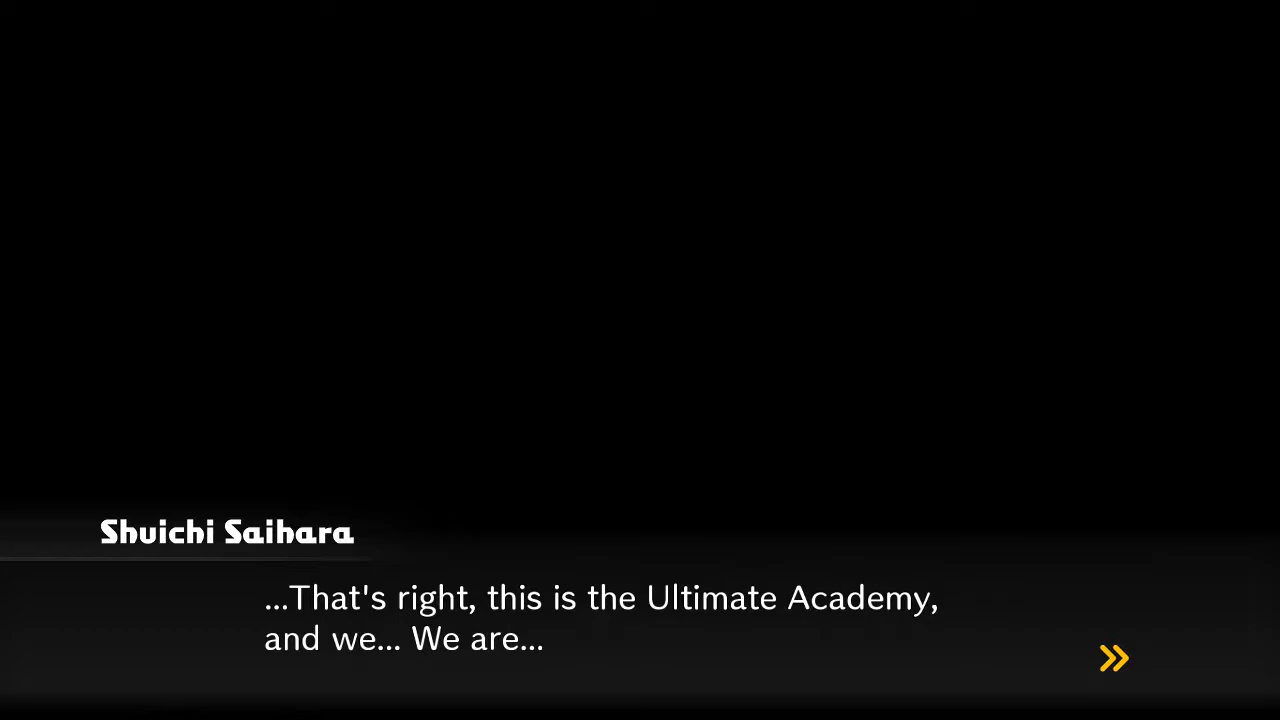 Shuichi Saihara
...That's right, this is the Ultimate Academy,
and we... We are...